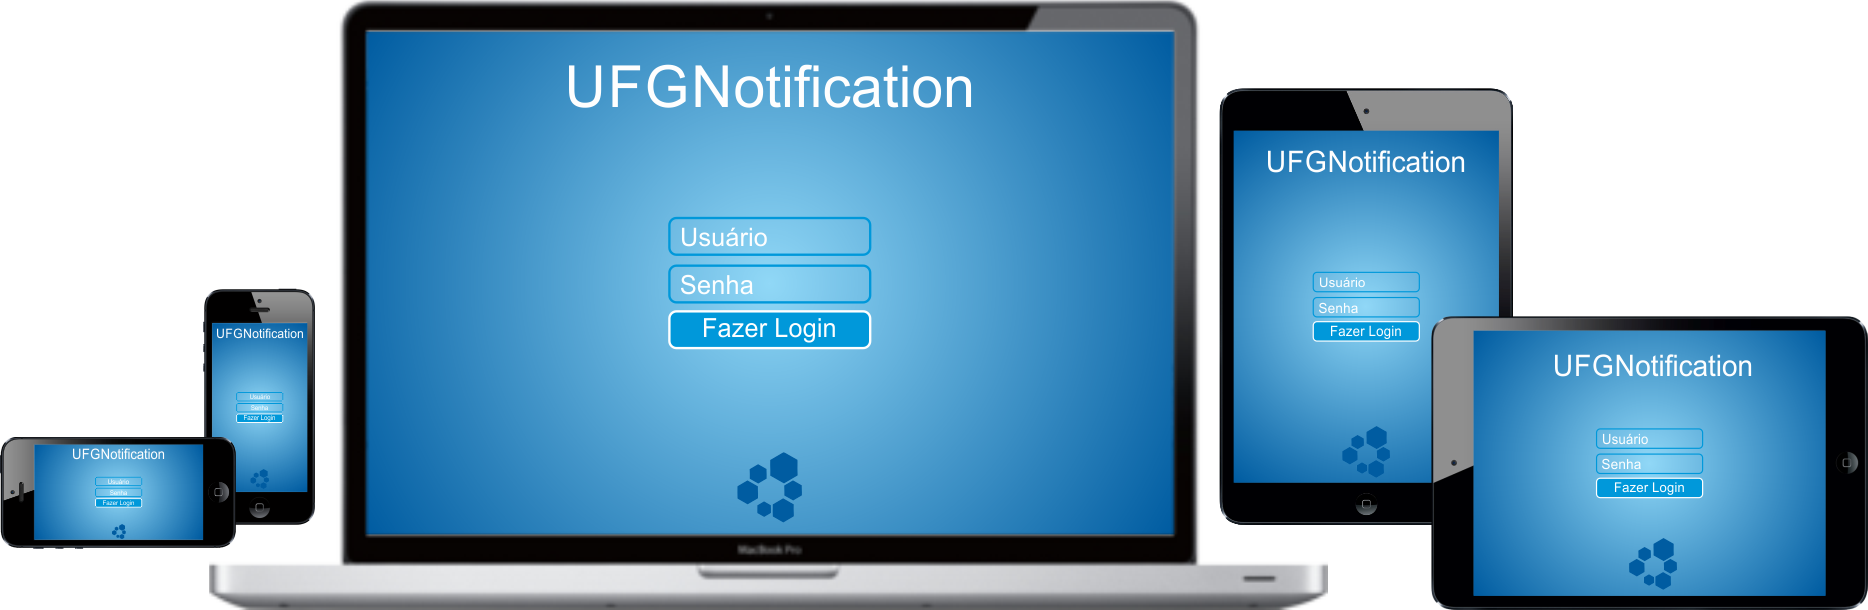 UFGNotification
Usuário
Senha
Fazer Login
UFGNotification
Usuário
Senha
Fazer Login
UFGNotification
Usuário
Senha
Fazer Login
MacBook Pro
UFGNotification
Usuário
Senha
Fazer Login
UFGNotification
Usuário
Senha
Fazer Login